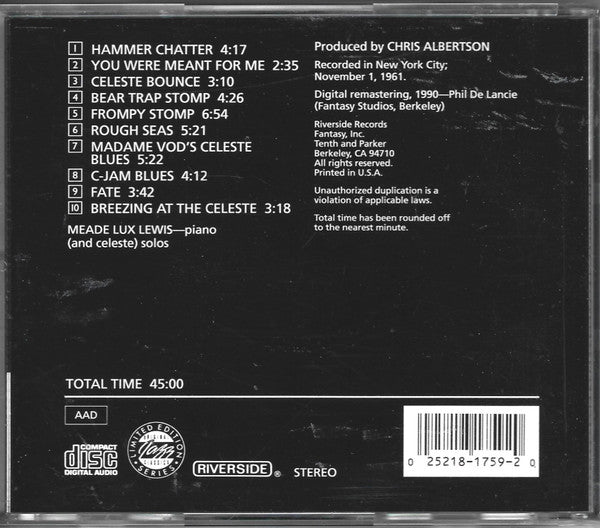 1 HAMMER CHATTER 4:17
2 YOU WERE MEANT FOR ME 2:35
3 CELESTE BOUNCE 3:10
4 BEAR TRAP STOMP 4:26
5 FROMPY STOMP 6:54
6 ROUGH SEAS 5:21
7 MADAME VOD'S CELESTE
BLUES 5:22
8 C-JAM BLUES 4:12
9 FATE 3:42
10 BREEZING AT THE CELESTE 3:18
MEADE LUX LEWIS—piano
(and celeste) solos
Produced by CHRIS ALBERTSON
Recorded in New York City;
November 1, 1961.
Digital remastering, 1990—Phil De Lancie
(Fantasy Studios, Berkeley)
Riverside Records
Fantasy, Inc.
Tenth and Parker
Berkeley, CA 94710
All rights reserved.
Printed in U.S.A.
Unauthorized duplication is a
violation of applicable laws.
Total time has been rounded off
to the nearest minute.
TOTAL TIME 45:00
AAD
COMPACT
disc
DIGITAL AUDIO
LIMITED EDITION
ORIGINAL
Jazz
CLASSICS
SERIES
RIVERSIDE ®
STEREO
0 25218-1759-2 0